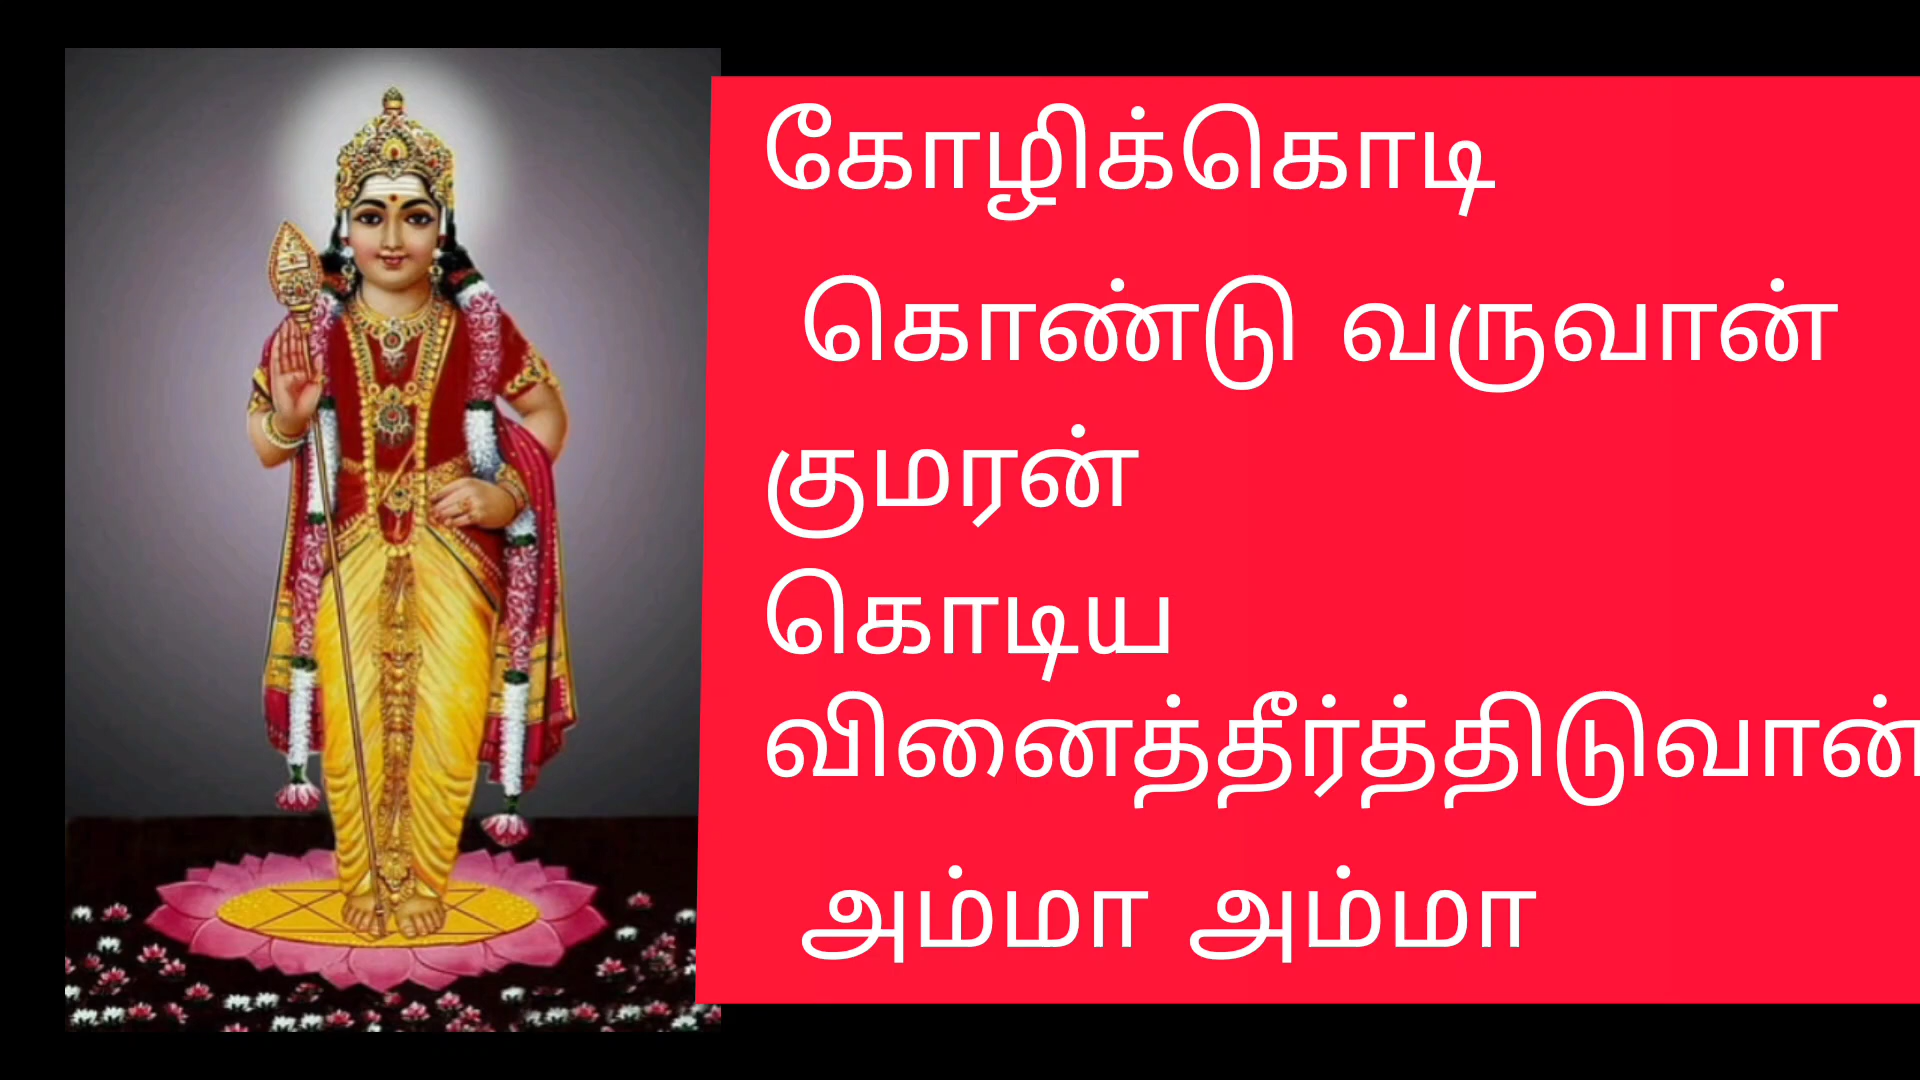 கோழிக்கொடி
கொண்டு வருவான்
குமரன்
கொடிய
வினைத்தீர்த்திடுவான்
அம்மா அம்மா